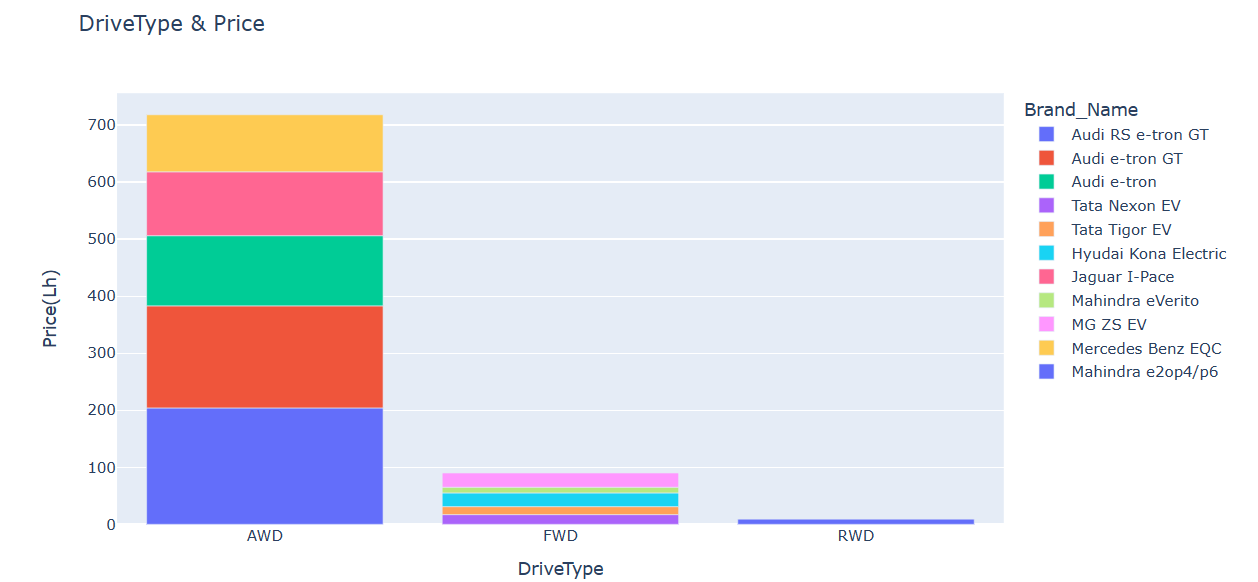 DriveType & Price
Price(Lh)
700
600
500
400
300
200
100
0
AWD
FWD
RWD
DriveType
Brand_Name
Audi RS e-tron GT
Audi e-tron GT
Audi e-tron
Tata Nexon EV
Tata Tigor EV
Hyudai Kona Electric
Jaguar I-Pace
Mahindra eVerito
MG ZS EV
Mercedes Benz EQC
Mahindra e2op4/p6